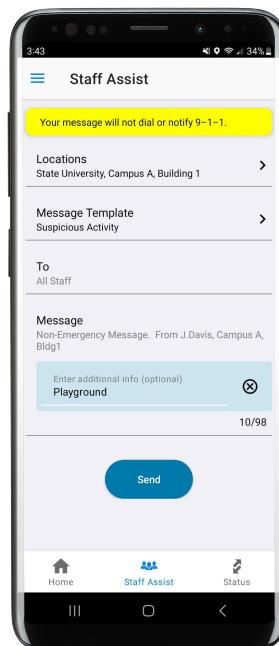 3:43
34%
Staff Assist
Your message will not dial or notify 9-1-1.
Locations
State University, Campus A, Building 1
Message Template
Suspicious Activity
To
All Staff
Message
Non-Emergency Message.  From J.Davis, Campus A,
Bldg1
Enter additional info (optional)
Playground
10/98
Send
Home
Staff Assist
Status